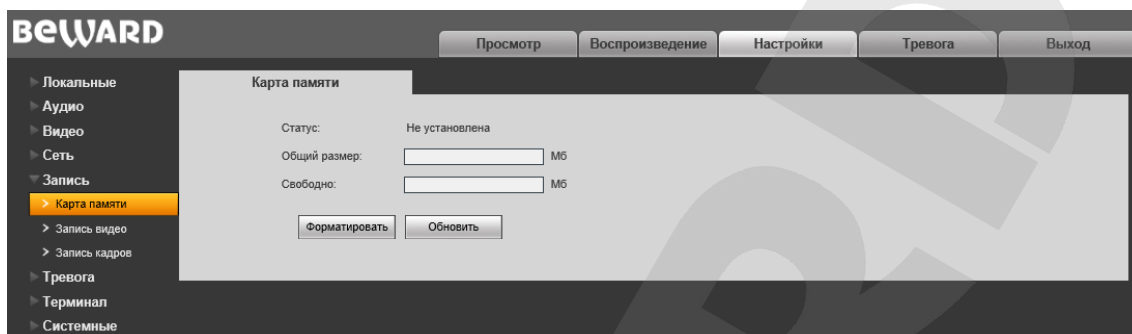 BEWARD
Просмотр Воспроизведение Настройки Тревога Выход
Локальные
Аудио
Видео
Сеть
Запись
Карта памяти
Запись видео
Запись кадров
Тревога
Терминал
Системные
Карта памяти
Статус: Не установлена
Общий размер: Мб
Свободно: Мб
Форматировать Обновить